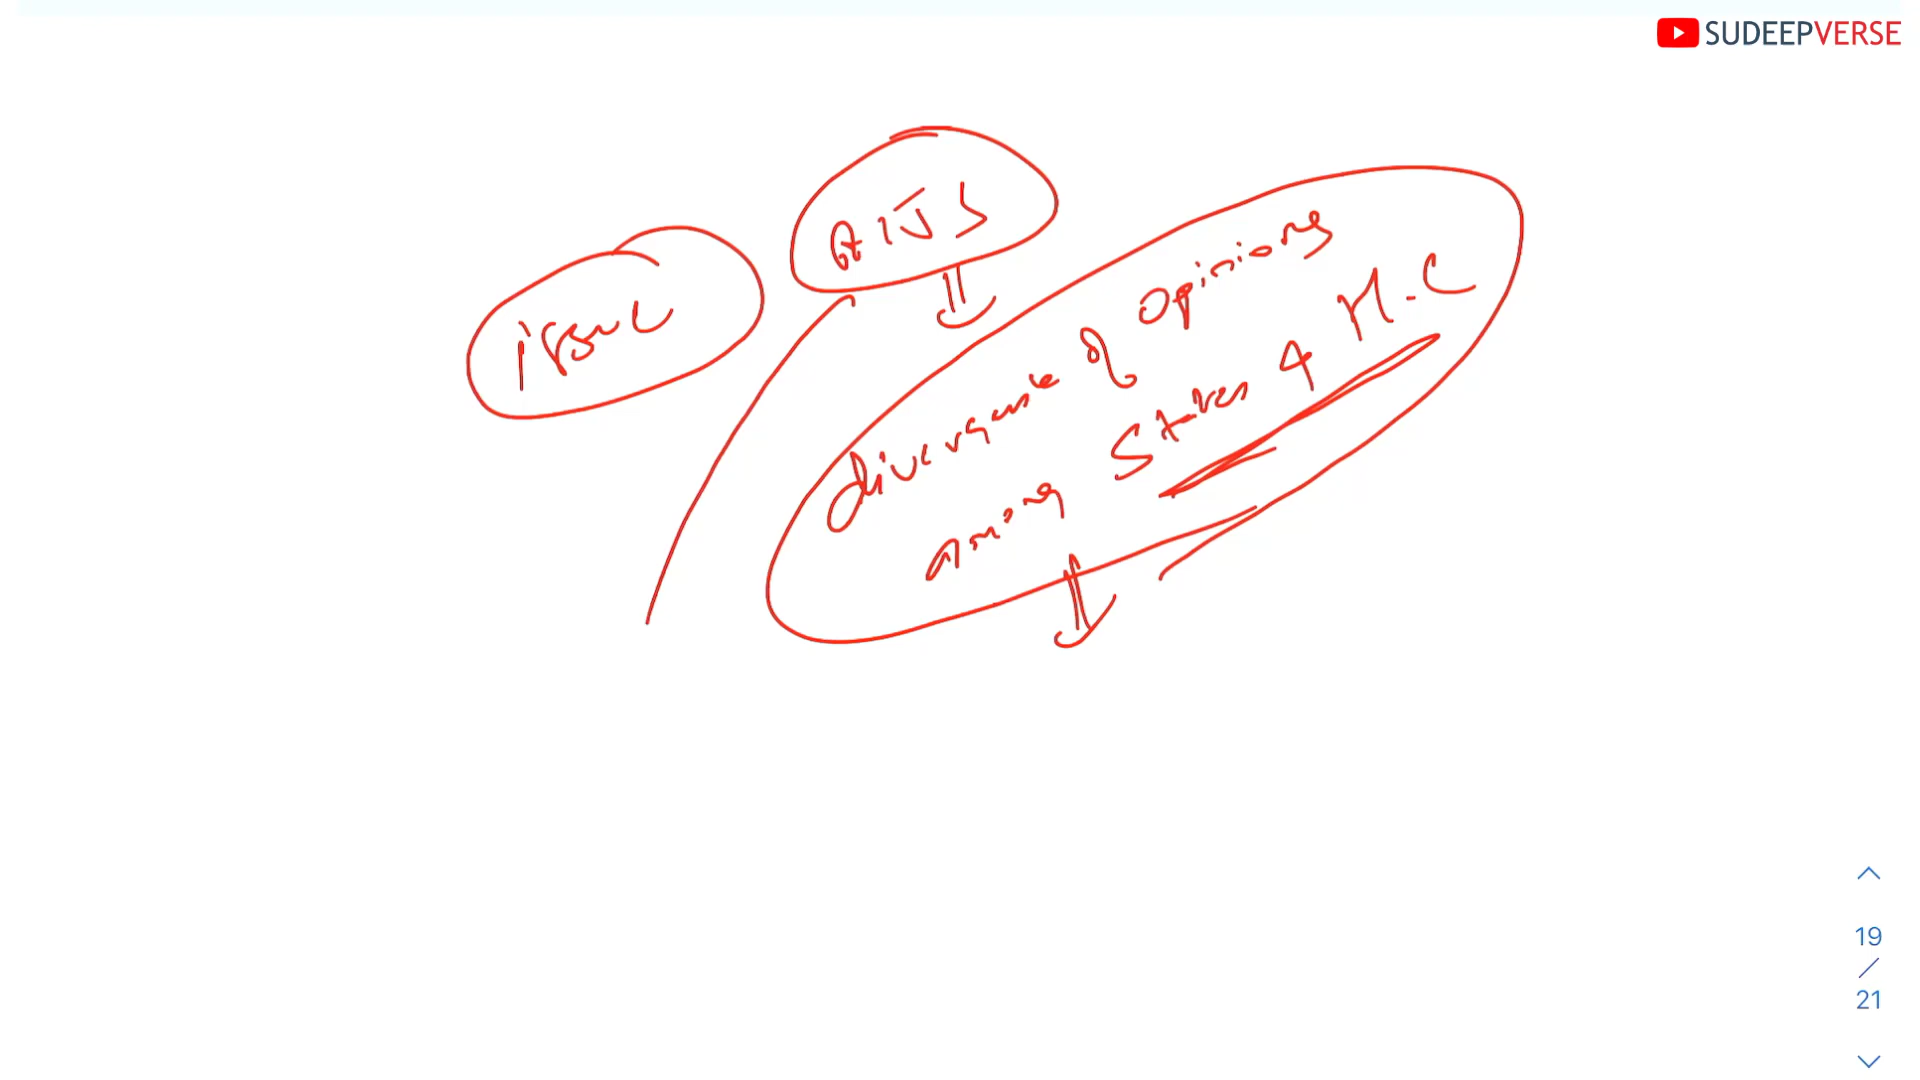 SUDEEPVERSE
AIJS
issue
divergence of opinions
among States & H.C
19
/
21